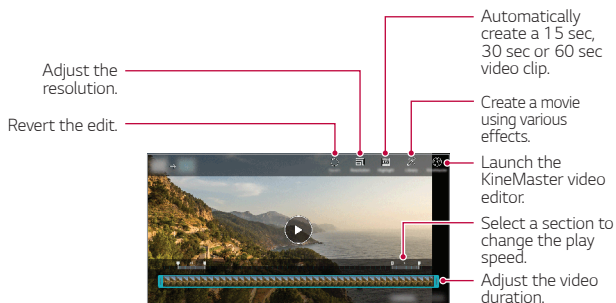 Automatically
create a 15 sec,
30 sec or 60 sec
video clip.
Adjust the
resolution.
Create a movie
using various
effects.
Revert the edit.
Launch the
KineMaster video
editor.
Select a section to
change the play
speed.
Adjust the video
duration.